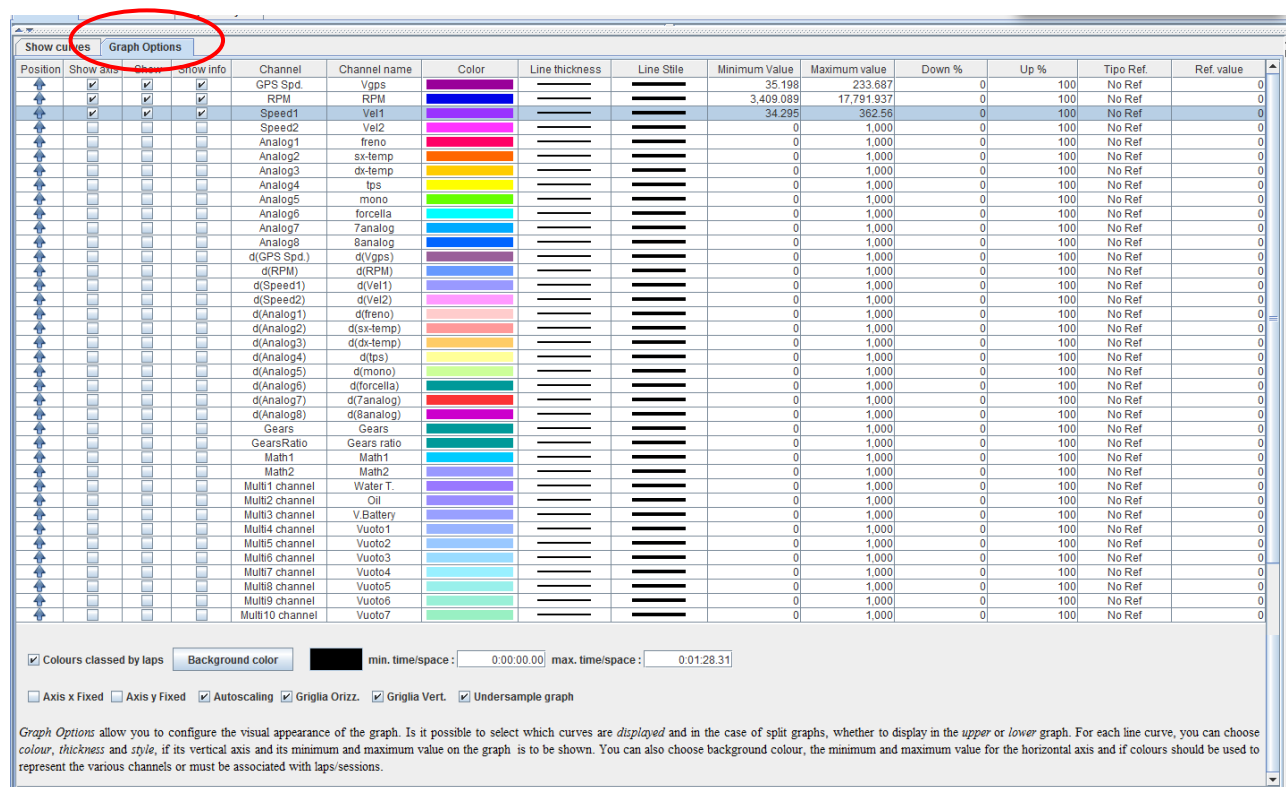 Show curves Graph Options
Position Show axis Show Show info Channel Channel name Color Line thickness Line Stile Minimum Value Maximum value Down % Up % Tipo Ref. Ref. value
GPS Spd. Vgps 35.198 233.687 0 100 No Ref 0
RPM RPM 3,409.089 17,791.937 0 100 No Ref 0
Speed1 Vel1 34.295 362.56 0 100 No Ref 0
Speed2 Vel2 0 1,000 0 100 No Ref 0
Analog1 freno 0 1,000 0 100 No Ref 0
Analog2 sx-temp 0 1,000 0 100 No Ref 0
Analog3 dx-temp 0 1,000 0 100 No Ref 0
Analog4 tps 0 1,000 0 100 No Ref 0
Analog5 mono 0 1,000 0 100 No Ref 0
Analog6 forcella 0 1,000 0 100 No Ref 0
Analog7 7analog 0 1,000 0 100 No Ref 0
Analog8 8analog 0 1,000 0 100 No Ref 0
d(GPS Spd.) d(Vgps) 0 1,000 0 100 No Ref 0
d(RPM) d(RPM) 0 1,000 0 100 No Ref 0
d(Speed1) d(Vel1) 0 1,000 0 100 No Ref 0
d(Speed2) d(Vel2) 0 1,000 0 100 No Ref 0
d(Analog1) d(freno) 0 1,000 0 100 No Ref 0
d(Analog2) d(sx-temp) 0 1,000 0 100 No Ref 0
d(Analog3) d(dx-temp) 0 1,000 0 100 No Ref 0
d(Analog4) d(tps) 0 1,000 0 100 No Ref 0
d(Analog5) d(mono) 0 1,000 0 100 No Ref 0
d(Analog6) d(forcella) 0 1,000 0 100 No Ref 0
d(Analog7) d(7analog) 0 1,000 0 100 No Ref 0
d(Analog8) d(8analog) 0 1,000 0 100 No Ref 0
Gears Gears 0 1,000 0 100 No Ref 0
GearsRatio Gears ratio 0 1,000 0 100 No Ref 0
Math1 Math1 0 1,000 0 100 No Ref 0
Math2 Math2 0 1,000 0 100 No Ref 0
Multi1 channel Water T. 0 1,000 0 100 No Ref 0
Multi2 channel Oil 0 1,000 0 100 No Ref 0
Multi3 channel V.Battery 0 1,000 0 100 No Ref 0
Multi4 channel Vuoto1 0 1,000 0 100 No Ref 0
Multi5 channel Vuoto2 0 1,000 0 100 No Ref 0
Multi6 channel Vuoto3 0 1,000 0 100 No Ref 0
Multi7 channel Vuoto4 0 1,000 0 100 No Ref 0
Multi8 channel Vuoto5 0 1,000 0 100 No Ref 0
Multi9 channel Vuoto6 0 1,000 0 100 No Ref 0
Multi10 channel Vuoto7 0 1,000 0 100 No Ref 0
Colours classed by laps Background color min. time/space : 0:00:00.00 max. time/space : 0:01:28.31
Axis x Fixed Axis y Fixed Autoscaling Griglia Orizz. Griglia Vert. Undersample graph
Graph Options allow you to configure the visual appearance of the graph. Is it possible to select which curves are displayed and in the case of split graphs, whether to display in the upper or lower graph. For each line curve, you can choose
colour, thickness and style, if its vertical axis and its minimum and maximum value on the graph is to be shown. You can also choose background colour, the minimum and maximum value for the horizontal axis and if colours should be used to
represent the various channels or must be associated with laps/sessions.